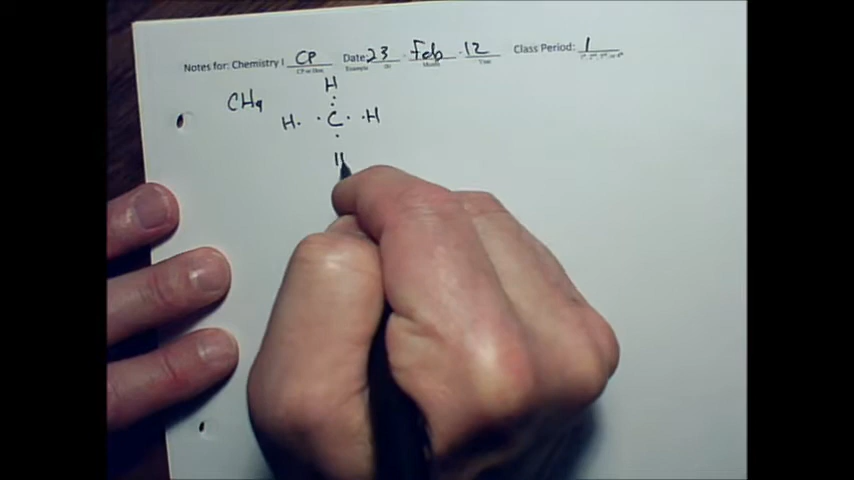 Notes for: Chemistry I CP Date: 23 Feb 12 Class Period: 1
CP or Hon. Example Month Year
CH4
H
H· ·C· ·H
H